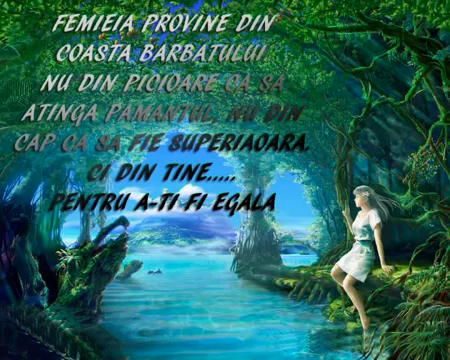 FEMIEIA PROVINE DIN
COASTA BARBATULUI
NU DIN PICIOARE CA SA
ATINGA PAMANTUL, NU DIN
CAP CA SA FIE SUPERIAOARA.
CI DIN TINE.....
PENTRU A-TI FI EGALA